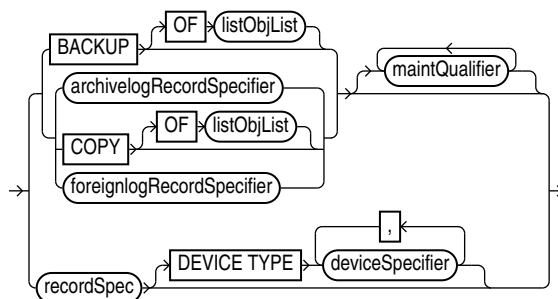 BACKUP OF listObjList
archivelogRecordSpecifier
COPY OF listObjList
foreignlogRecordSpecifier
maintQualifier
recordSpec DEVICE TYPE , deviceSpecifier